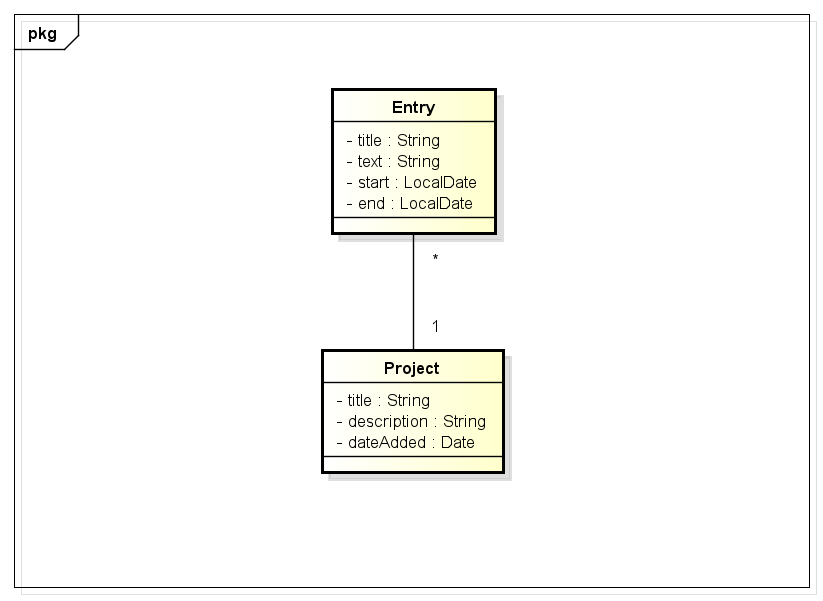 pkg
Entry
- title : String
- text : String
- start : LocalDate
- end : LocalDate
*
1
Project
- title : String
- description : String
- dateAdded : Date